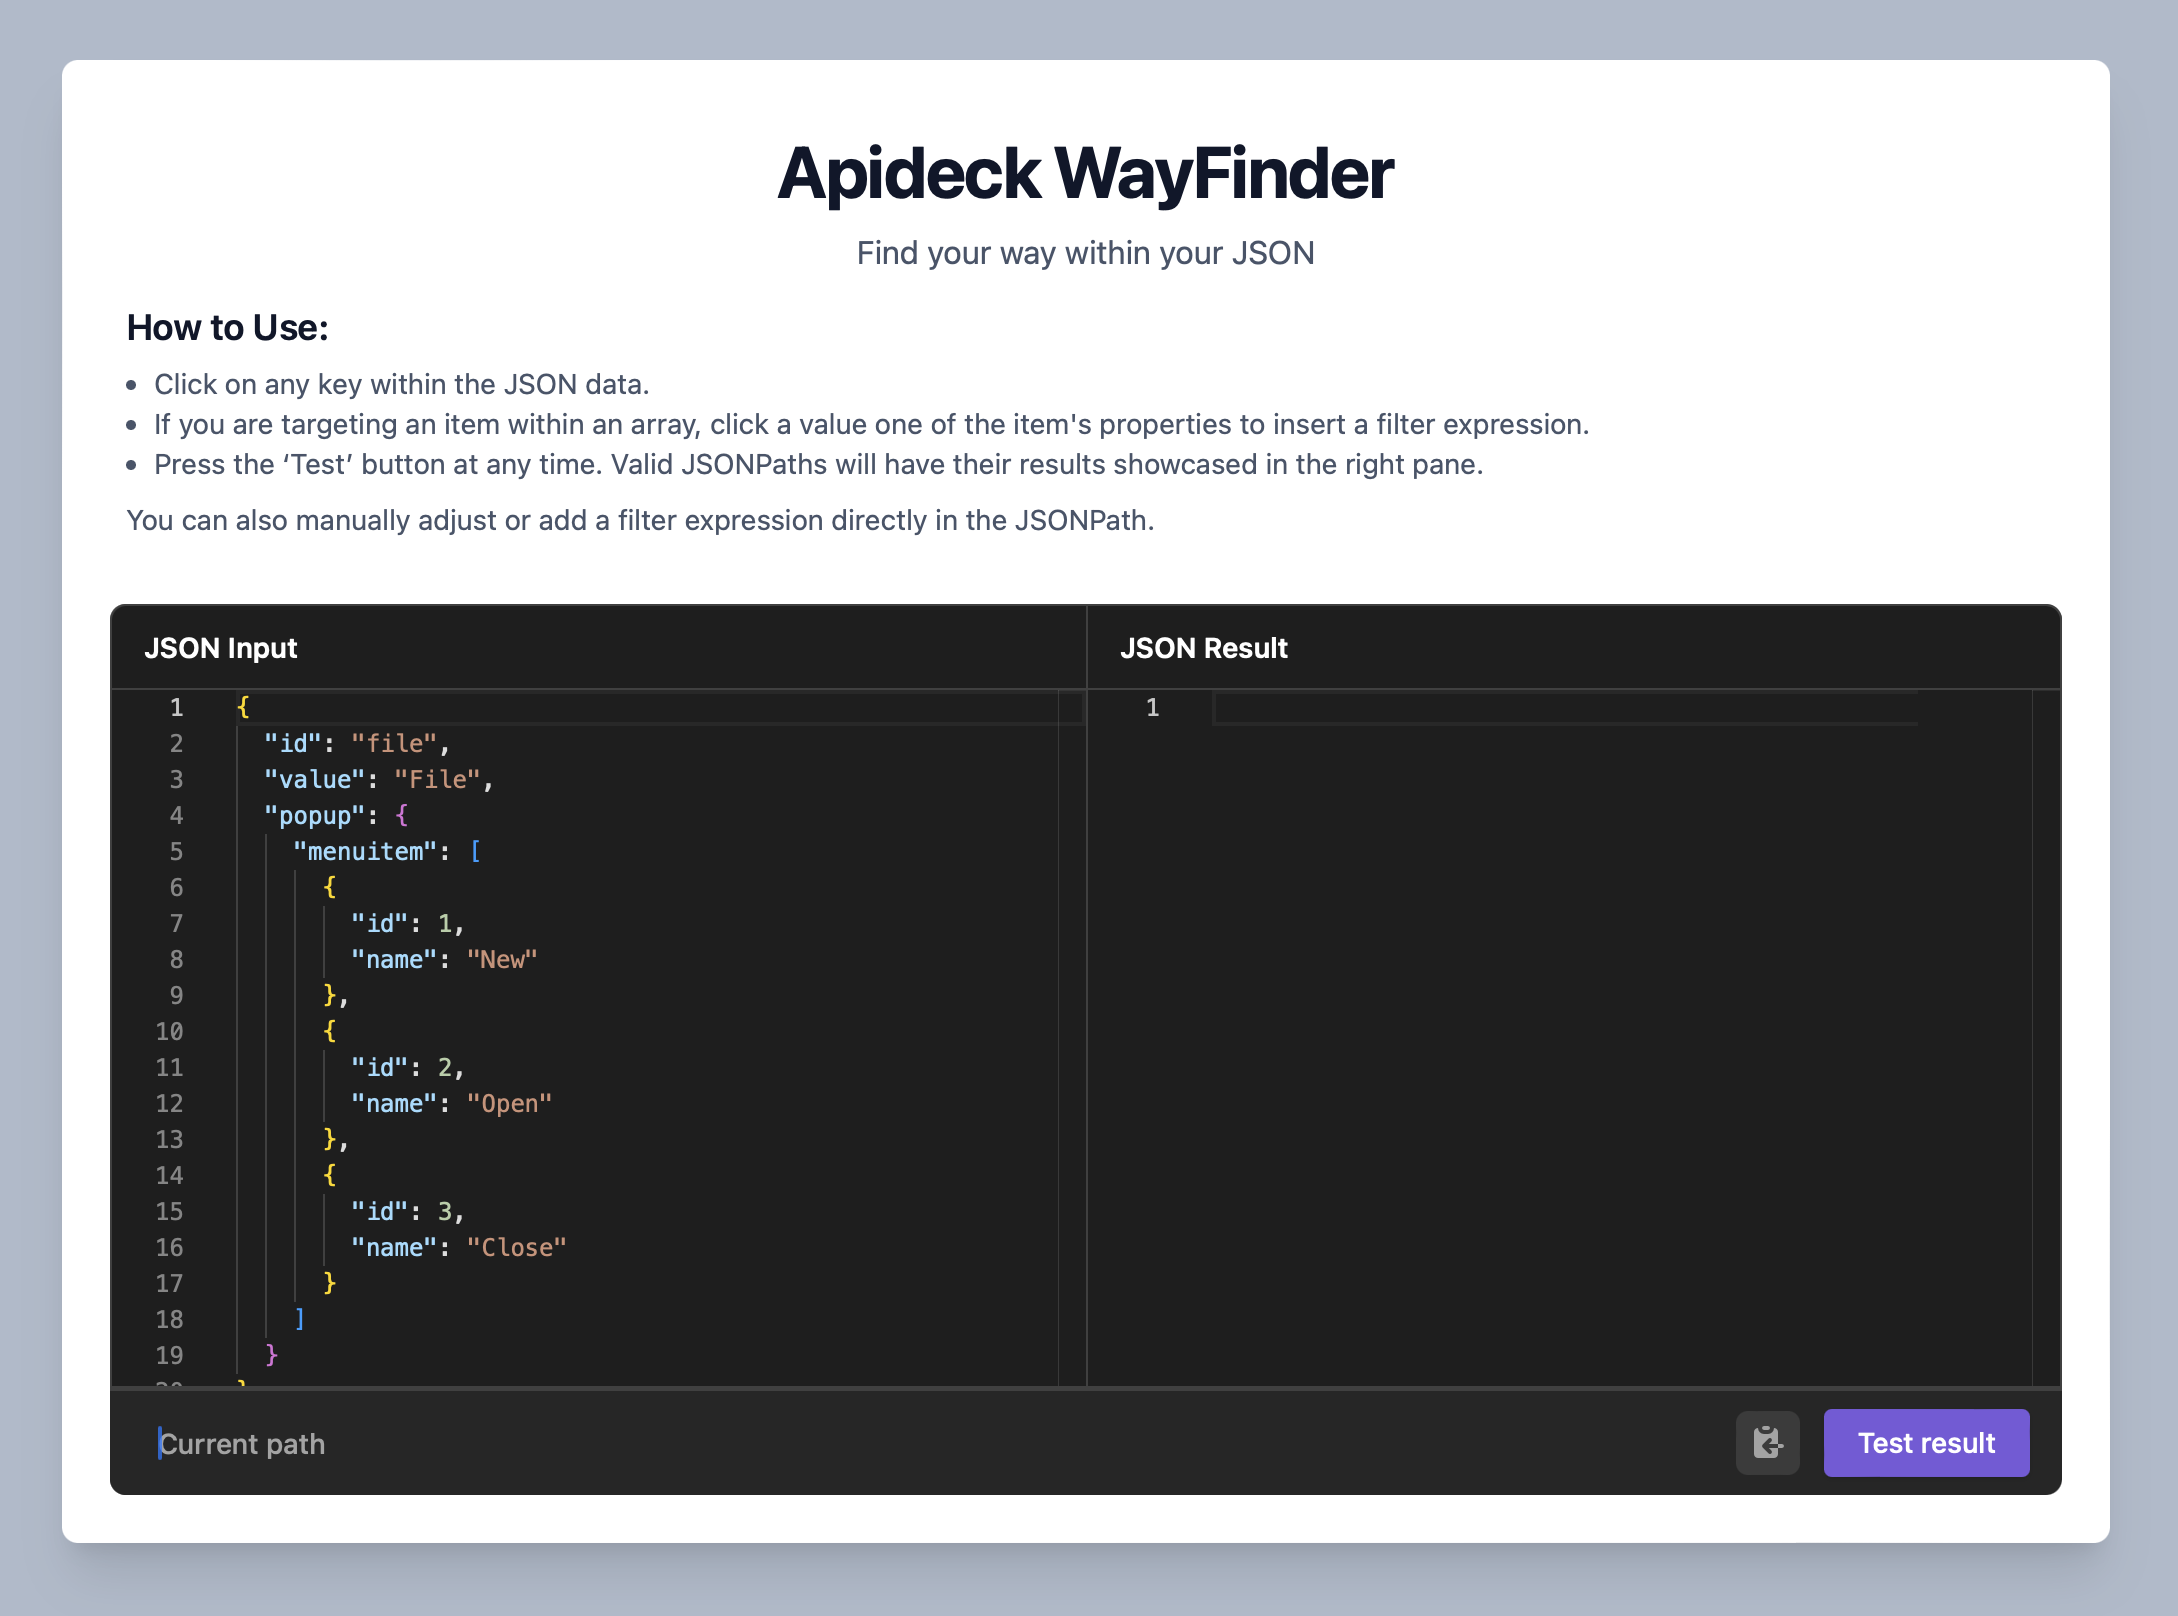 Apideck WayFinder
Find your way within your JSON
How to Use:
Click on any key within the JSON data.
If you are targeting an item within an array, click a value one of the item's properties to insert a filter expression.
Press the ‘Test’ button at any time. Valid JSONPaths will have their results showcased in the right pane.
You can also manually adjust or add a filter expression directly in the JSONPath.
JSON Input
1 {
2 "id": "file",
3 "value": "File",
4 "popup": {
5 "menuitem": [
6 {
7 "id": 1,
8 "name": "New"
9 },
10 {
11 "id": 2,
12 "name": "Open"
13 },
14 {
15 "id": 3,
16 "name": "Close"
17 }
18 ]
19 }
JSON Result
1
Current path
Test result